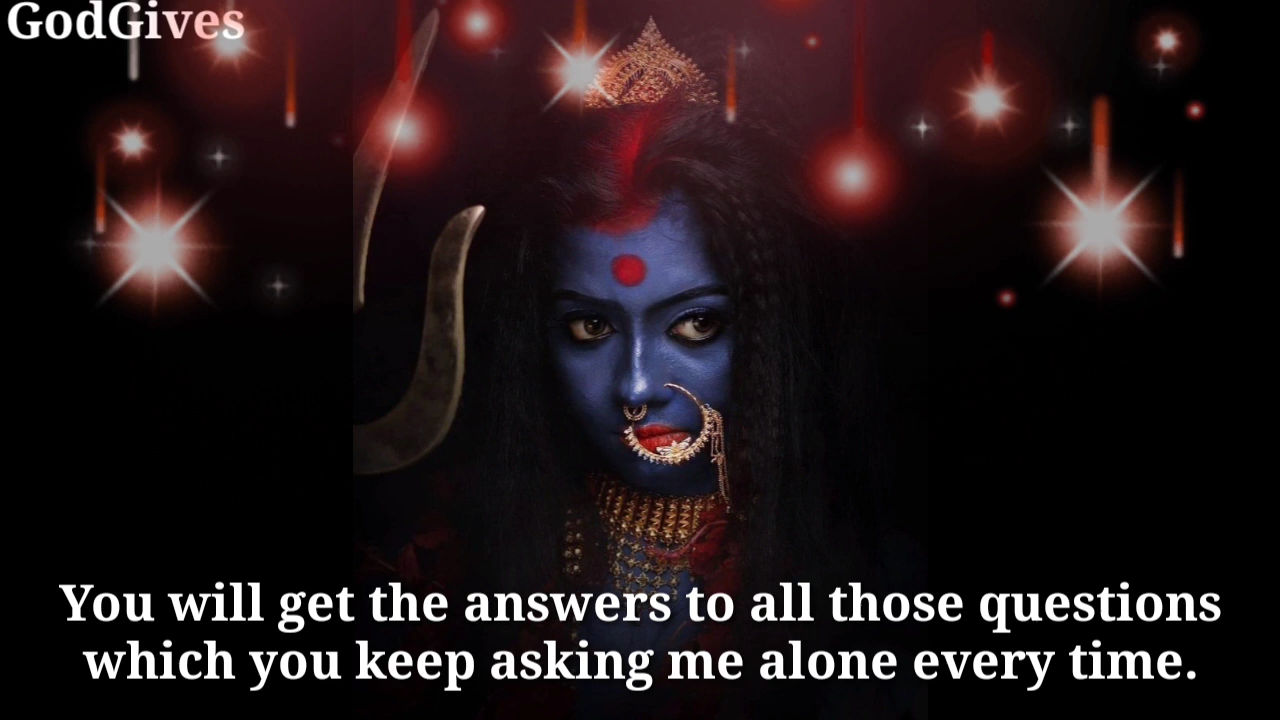 GodGives
You will get the answers to all those questions
which you keep asking me alone every time.